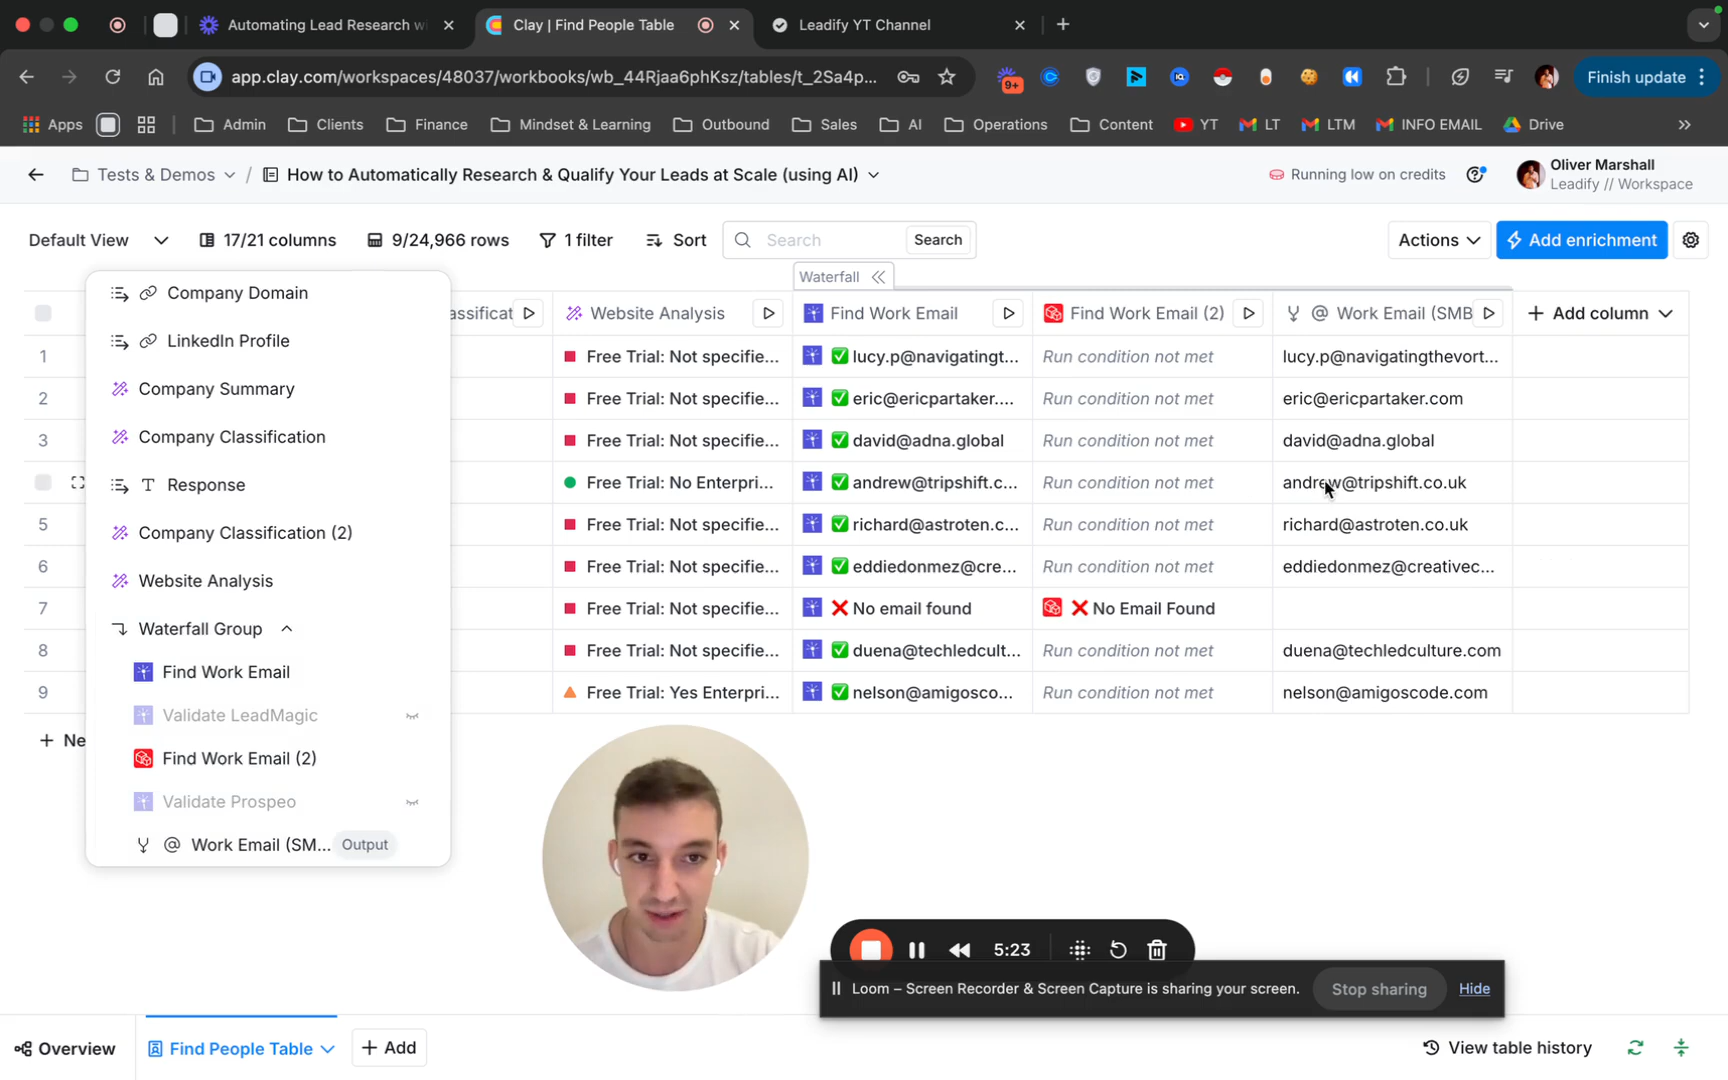 Automating Lead Research wi
Clay | Find People Table
Leadify YT Channel
app.clay.com/workspaces/48037/workbooks/wb_44Rjaa6phKsz/tables/t_2Sa4p...
9+
Finish update
Apps
Admin
Clients
Finance
Mindset & Learning
Outbound
Sales
AI
Operations
Content
YT
LT
LTM
INFO EMAIL
Drive
Tests & Demos
/
How to Automatically Research & Qualify Your Leads at Scale (using AI)
Running low on credits
Oliver Marshall
Leadify // Workspace
Default View
17/21 columns
9/24,966 rows
1 filter
Sort
Search
Search
Actions
Add enrichment
Waterfall
assificat
Website Analysis
Find Work Email
Find Work Email (2)
Work Email (SMB
Add column
1
Free Trial: Not specifie...
lucy.p@navigatingt...
Run condition not met
lucy.p@navigatingthevort...
2
Free Trial: Not specifie...
eric@ericpartaker....
Run condition not met
eric@ericpartaker.com
3
Free Trial: Not specifie...
david@adna.global
Run condition not met
david@adna.global
Free Trial: No Enterpri...
andrew@tripshift.c...
Run condition not met
andrew@tripshift.co.uk
5
Free Trial: Not specifie...
richard@astroten.c...
Run condition not met
richard@astroten.co.uk
6
Free Trial: Not specifie...
eddiedonmez@cre...
Run condition not met
eddiedonmez@creativec...
7
Free Trial: Not specifie...
No email found
No Email Found
8
Free Trial: Not specifie...
duena@techledcult...
Run condition not met
duena@techledculture.com
9
Free Trial: Yes Enterpri...
nelson@amigosco...
Run condition not met
nelson@amigoscode.com
+ Ne
Company Domain
LinkedIn Profile
Company Summary
Company Classification
Response
Company Classification (2)
Website Analysis
Waterfall Group
Find Work Email
Validate LeadMagic
Find Work Email (2)
Validate Prospeo
Work Email (SM...
Output
5:23
Loom – Screen Recorder & Screen Capture is sharing your screen.
Stop sharing
Hide
Overview
Find People Table
+ Add
View table history